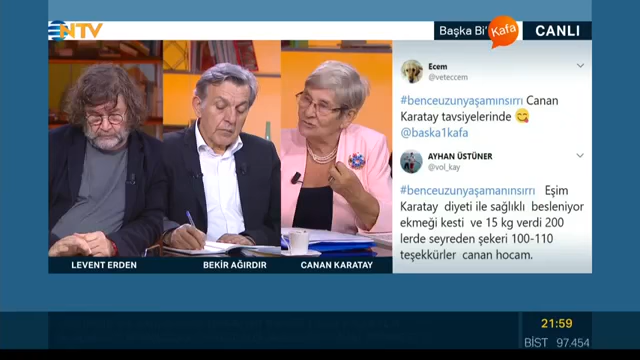 NTV
Başka Bi' Kafa
CANLI
Ecem
@veteccem
#benceuzunyaşamınsırrı Canan
Karatay tavsiyelerinde 😋
@baska1kafa
AYHAN ÜSTÜNER
@vol_kay
#benceuzunyaşamanınsırrı Eşim
Karatay diyeti ile sağlıklı besleniyor
ekmeği kesti ve 15 kg verdi 200
lerde seyreden şekeri 100-110
teşekkürler canan hocam.
LEVENT ERDEN
BEKİR AĞIRDIR
CANAN KARATAY
21:59
BİST 97.454